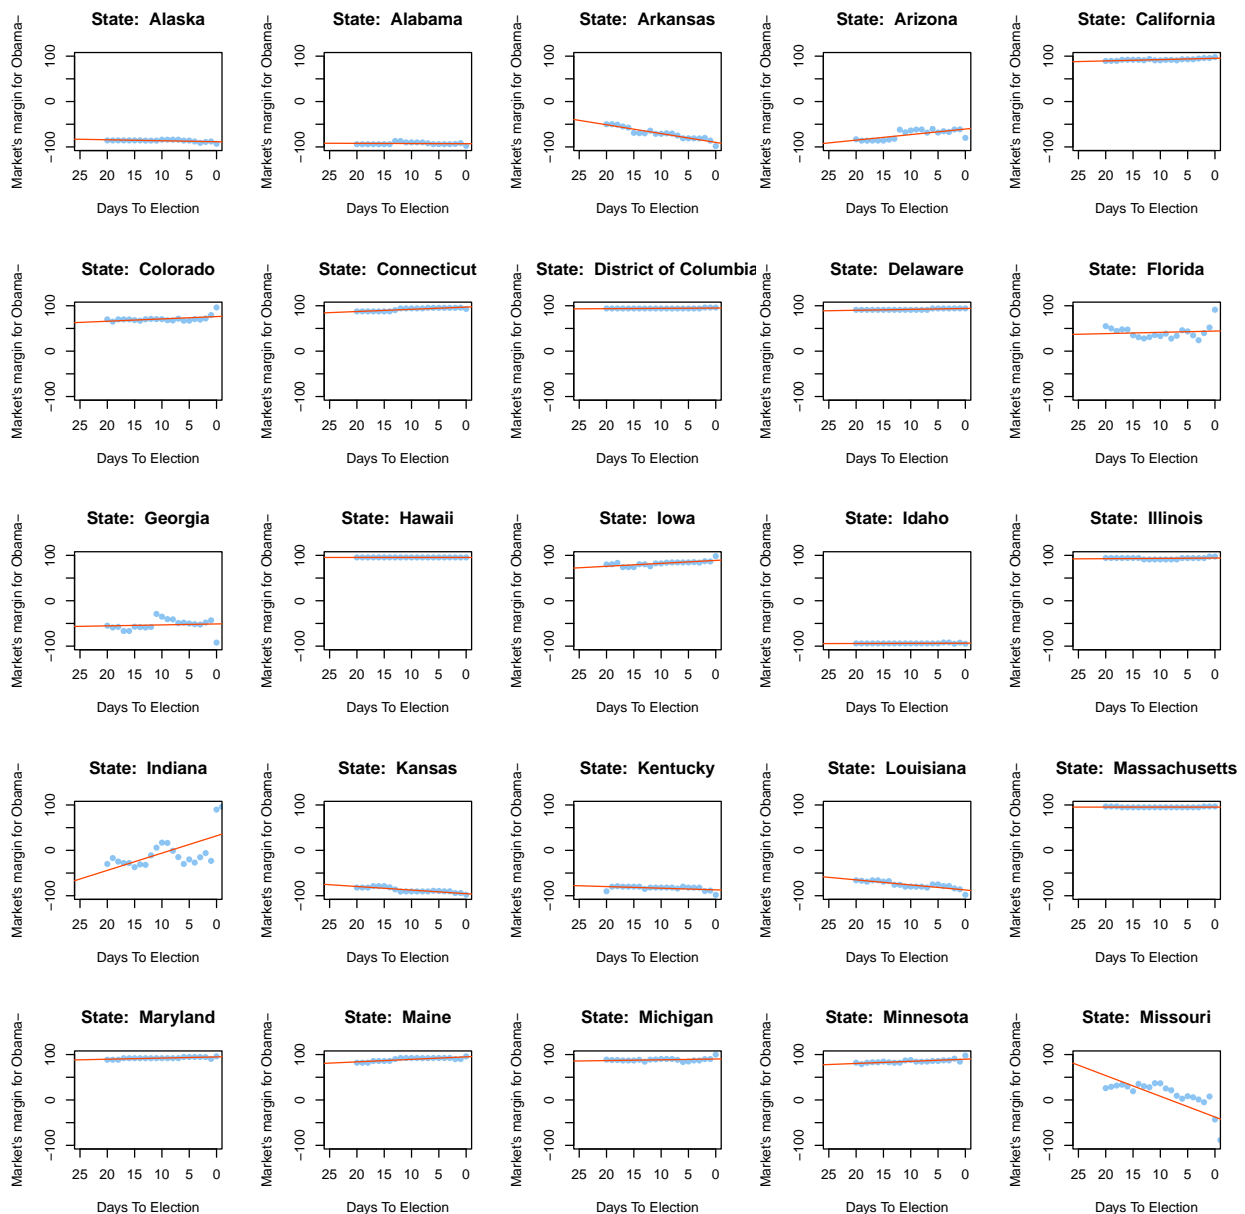 State: Alaska
Market's margin for Obama−
100
0
−100
25 20 15 10 5 0
Days To Election
State: Alabama
Market's margin for Obama−
100
0
−100
25 20 15 10 5 0
Days To Election
State: Arkansas
Market's margin for Obama−
100
0
−100
25 20 15 10 5 0
Days To Election
State: Arizona
Market's margin for Obama−
100
0
−100
25 20 15 10 5 0
Days To Election
State: California
Market's margin for Obama−
100
0
−100
25 20 15 10 5 0
Days To Election
State: Colorado
Market's margin for Obama−
100
0
−100
25 20 15 10 5 0
Days To Election
State: Connecticut
Market's margin for Obama−
100
0
−100
25 20 15 10 5 0
Days To Election
State: District of Columbia
Market's margin for Obama−
100
0
−100
25 20 15 10 5 0
Days To Election
State: Delaware
Market's margin for Obama−
100
0
−100
25 20 15 10 5 0
Days To Election
State: Florida
Market's margin for Obama−
100
0
−100
25 20 15 10 5 0
Days To Election
State: Georgia
Market's margin for Obama−
100
0
−100
25 20 15 10 5 0
Days To Election
State: Hawaii
Market's margin for Obama−
100
0
−100
25 20 15 10 5 0
Days To Election
State: Iowa
Market's margin for Obama−
100
0
−100
25 20 15 10 5 0
Days To Election
State: Idaho
Market's margin for Obama−
100
0
−100
25 20 15 10 5 0
Days To Election
State: Illinois
Market's margin for Obama−
100
0
−100
25 20 15 10 5 0
Days To Election
State: Indiana
Market's margin for Obama−
100
0
−100
25 20 15 10 5 0
Days To Election
State: Kansas
Market's margin for Obama−
100
0
−100
25 20 15 10 5 0
Days To Election
State: Kentucky
Market's margin for Obama−
100
0
−100
25 20 15 10 5 0
Days To Election
State: Louisiana
Market's margin for Obama−
100
0
−100
25 20 15 10 5 0
Days To Election
State: Massachusetts
Market's margin for Obama−
100
0
−100
25 20 15 10 5 0
Days To Election
State: Maryland
Market's margin for Obama−
100
0
−100
25 20 15 10 5 0
Days To Election
State: Maine
Market's margin for Obama−
100
0
−100
25 20 15 10 5 0
Days To Election
State: Michigan
Market's margin for Obama−
100
0
−100
25 20 15 10 5 0
Days To Election
State: Minnesota
Market's margin for Obama−
100
0
−100
25 20 15 10 5 0
Days To Election
State: Missouri
Market's margin for Obama−
100
0
−100
25 20 15 10 5 0
Days To Election